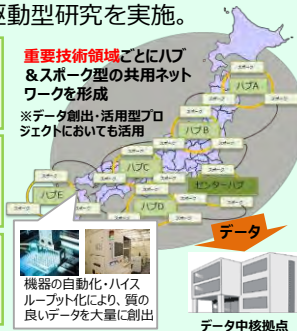 駆動型研究を実施。
重要技術領域ごとにハブ
&スポーク型の共用ネット
ワークを形成
※データ創出・活用型プロ
ジェクトにおいても活用
ハブA
ハブB
ハブC
センターハブ
ハブE
ハブD
データ
機器の自動化・ハイス
ループット化により、質の
良いデータを大量に創出
データ中核拠点